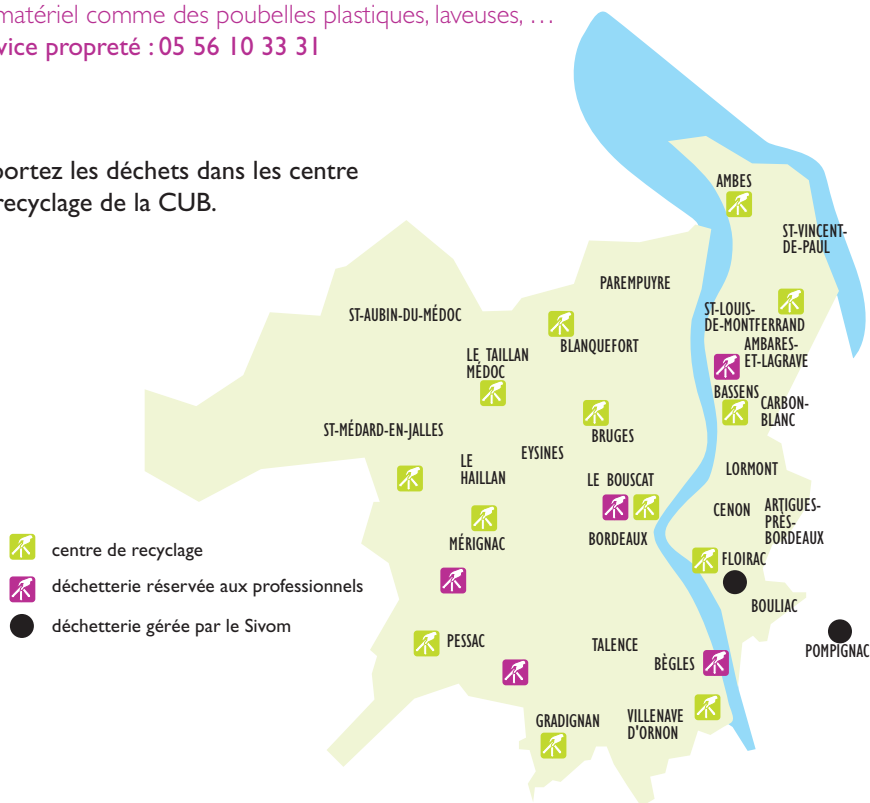 matériel comme des poubelles plastiques, laveuses, …
vice propreté : 05 56 10 33 31
portez les déchets dans les centre
recyclage de la CUB.
AMBES
ST-VINCENT-
DE-PAUL
PAREMPUYRE
ST-AUBIN-DU-MÉDOC
ST-LOUIS-
DE-MONTFERRAND
BLANQUEFORT
AMBARES-
ET-LAGRAVE
LE TAILLAN
MÉDOC
BASSENS
CARBON-
BLANC
ST-MÉDARD-EN-JALLES
BRUGES
EYSINES
LE
HAILLAN
LE BOUSCAT
LORMONT
CENON
ARTIGUES-
PRÈS-
BORDEAUX
MÉRIGNAC
BORDEAUX
FLOIRAC
centre de recyclage
déchetterie réservée aux professionnels
déchetterie gérée par le Sivom
BOULIAC
PESSAC
TALENCE
POMPIGNAC
BÈGLES
GRADIGNAN
VILLENAVE
D'ORNON